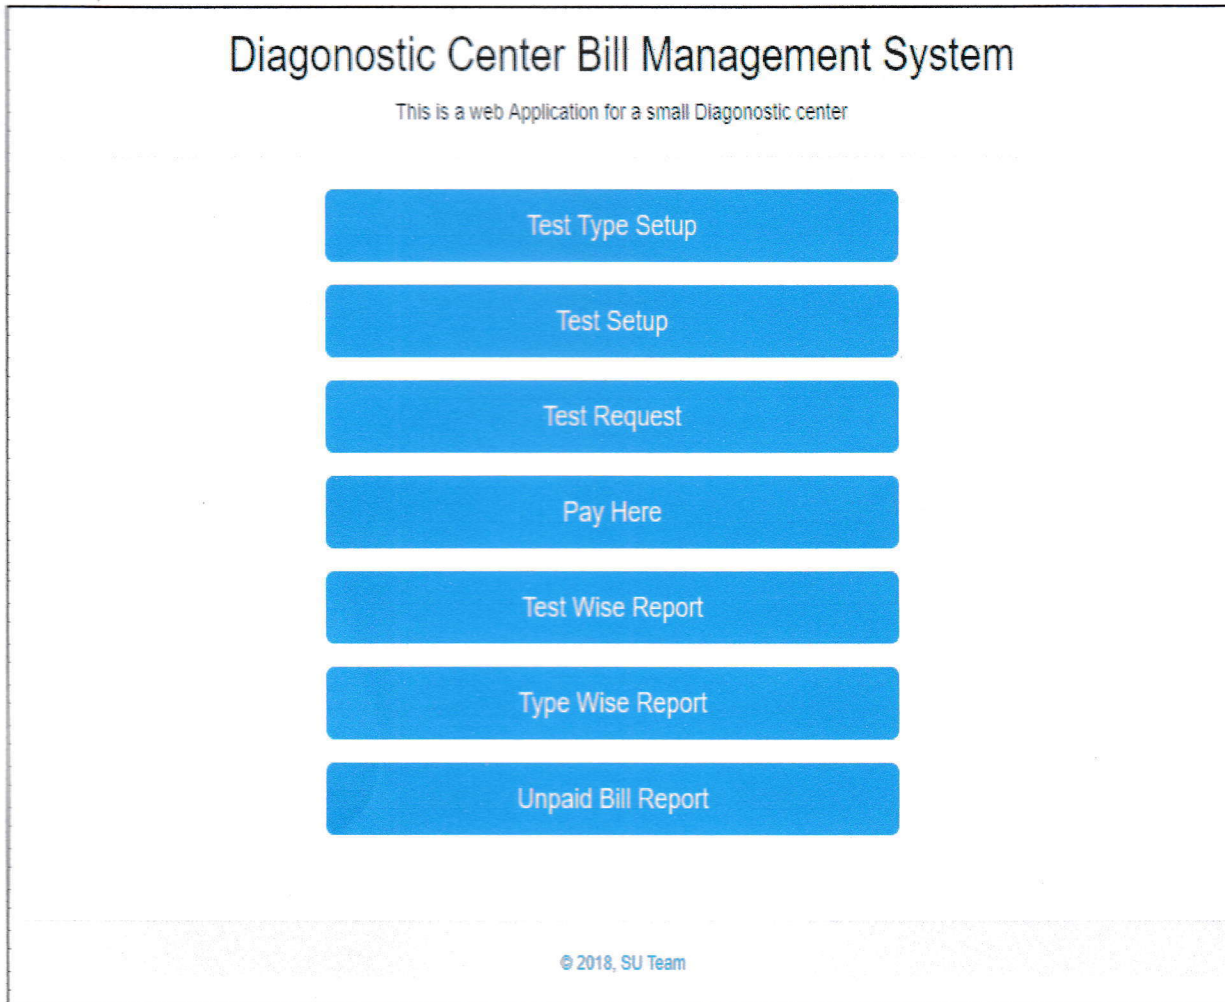 Diagonostic Center Bill Management System
This is a web Application for a small Diagonostic center
Test Type Setup
Test Setup
Test Request
Pay Here
Test Wise Report
Type Wise Report
Unpaid Bill Report
© 2018, SU Team